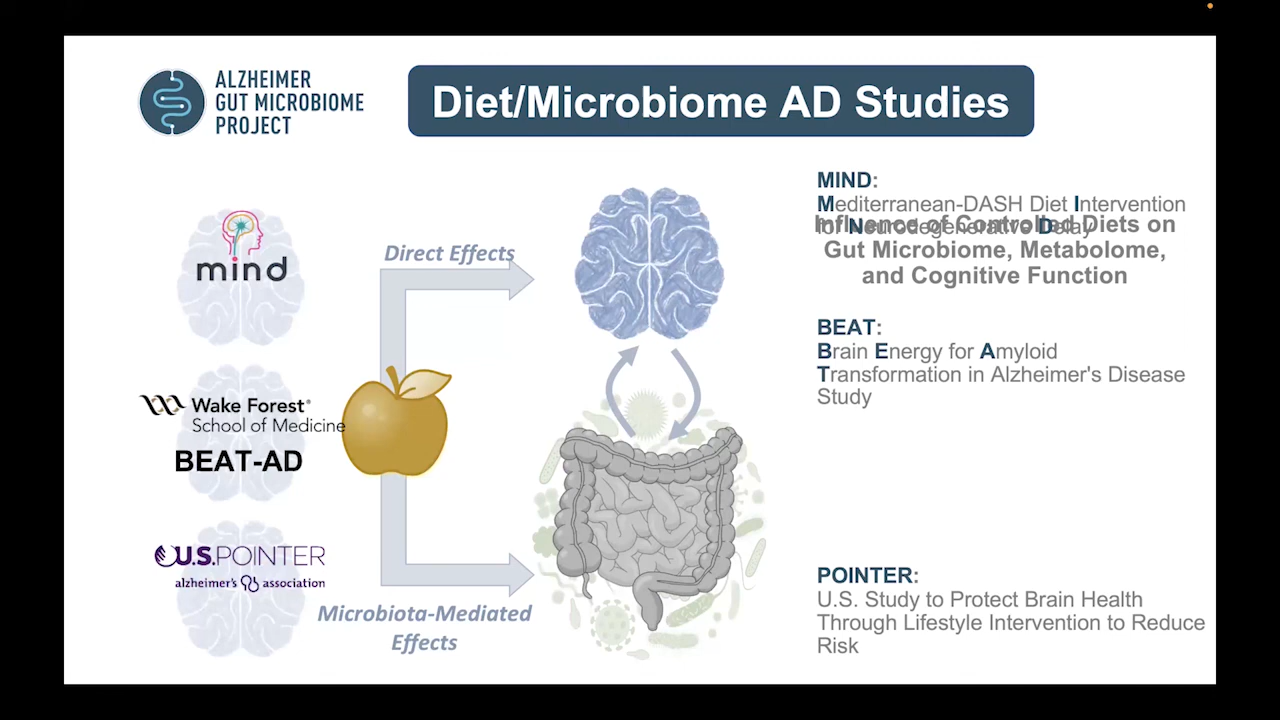 ALZHEIMER
GUT MICROBIOME
PROJECT
Diet/Microbiome AD Studies
mind
Wake Forest®
School of Medicine
BEAT-AD
U.S.POINTER
alzheimer's association
Direct Effects
Microbiota-Mediated
Effects
MIND:
Mediterranean-DASH Diet Intervention
for Neurodegenerative Delay
Influence of Controlled Diets on
Gut Microbiome, Metabolome,
and Cognitive Function
BEAT:
Brain Energy for Amyloid
Transformation in Alzheimer's Disease
Study
POINTER:
U.S. Study to Protect Brain Health
Through Lifestyle Intervention to Reduce
Risk